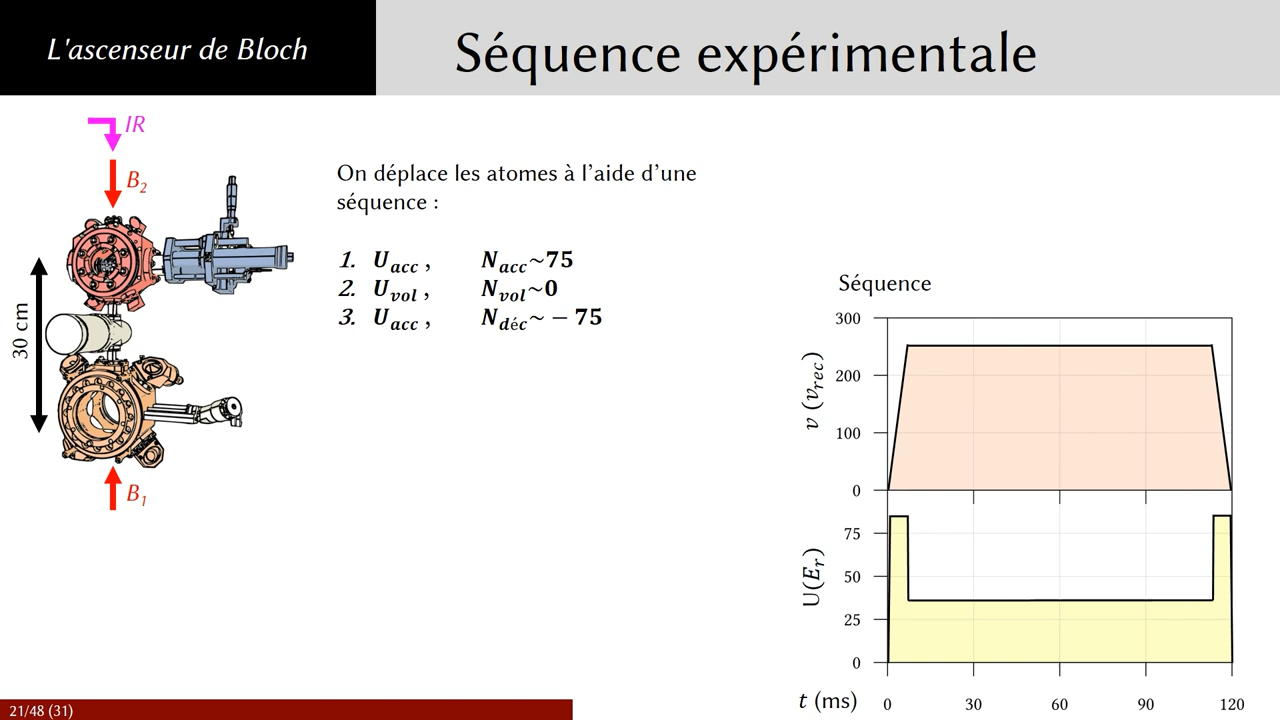 L'ascenseur de Bloch
Séquence expérimentale
IR
B2
30 cm
B1
On déplace les atomes à l’aide d’une
séquence :
1. Uacc , Nacc~75
2. Uvol , Nvol~0
3. Uacc , Ndéc~ − 75
Séquence
v (vrec)
300
200
100
0
U(Er)
75
50
25
0
t (ms)
0 30 60 90 120
21/48 (31)